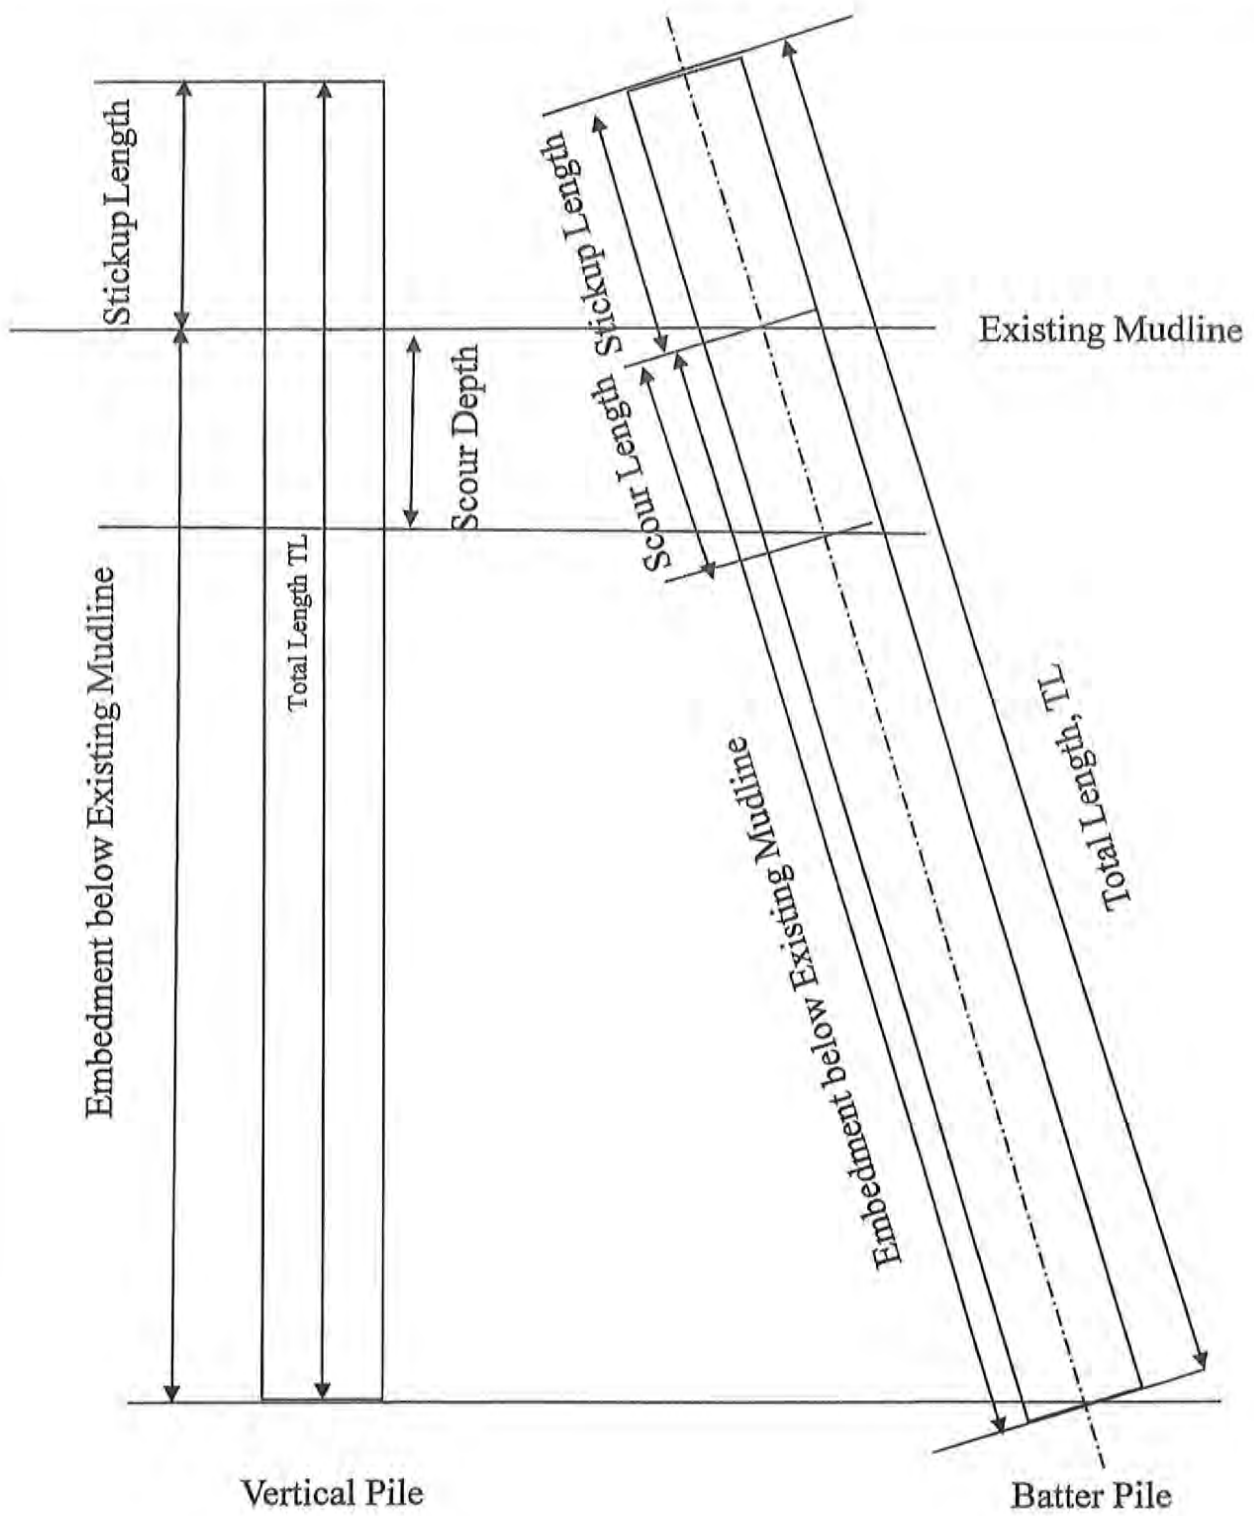 Stickup Length
Stickup Length
Existing Mudline
Scour Depth
Scour Length
Total Length TL
Embedment below Existing Mudline
Total Length, TL
Embedment below Existing Mudline
Vertical Pile
Batter Pile